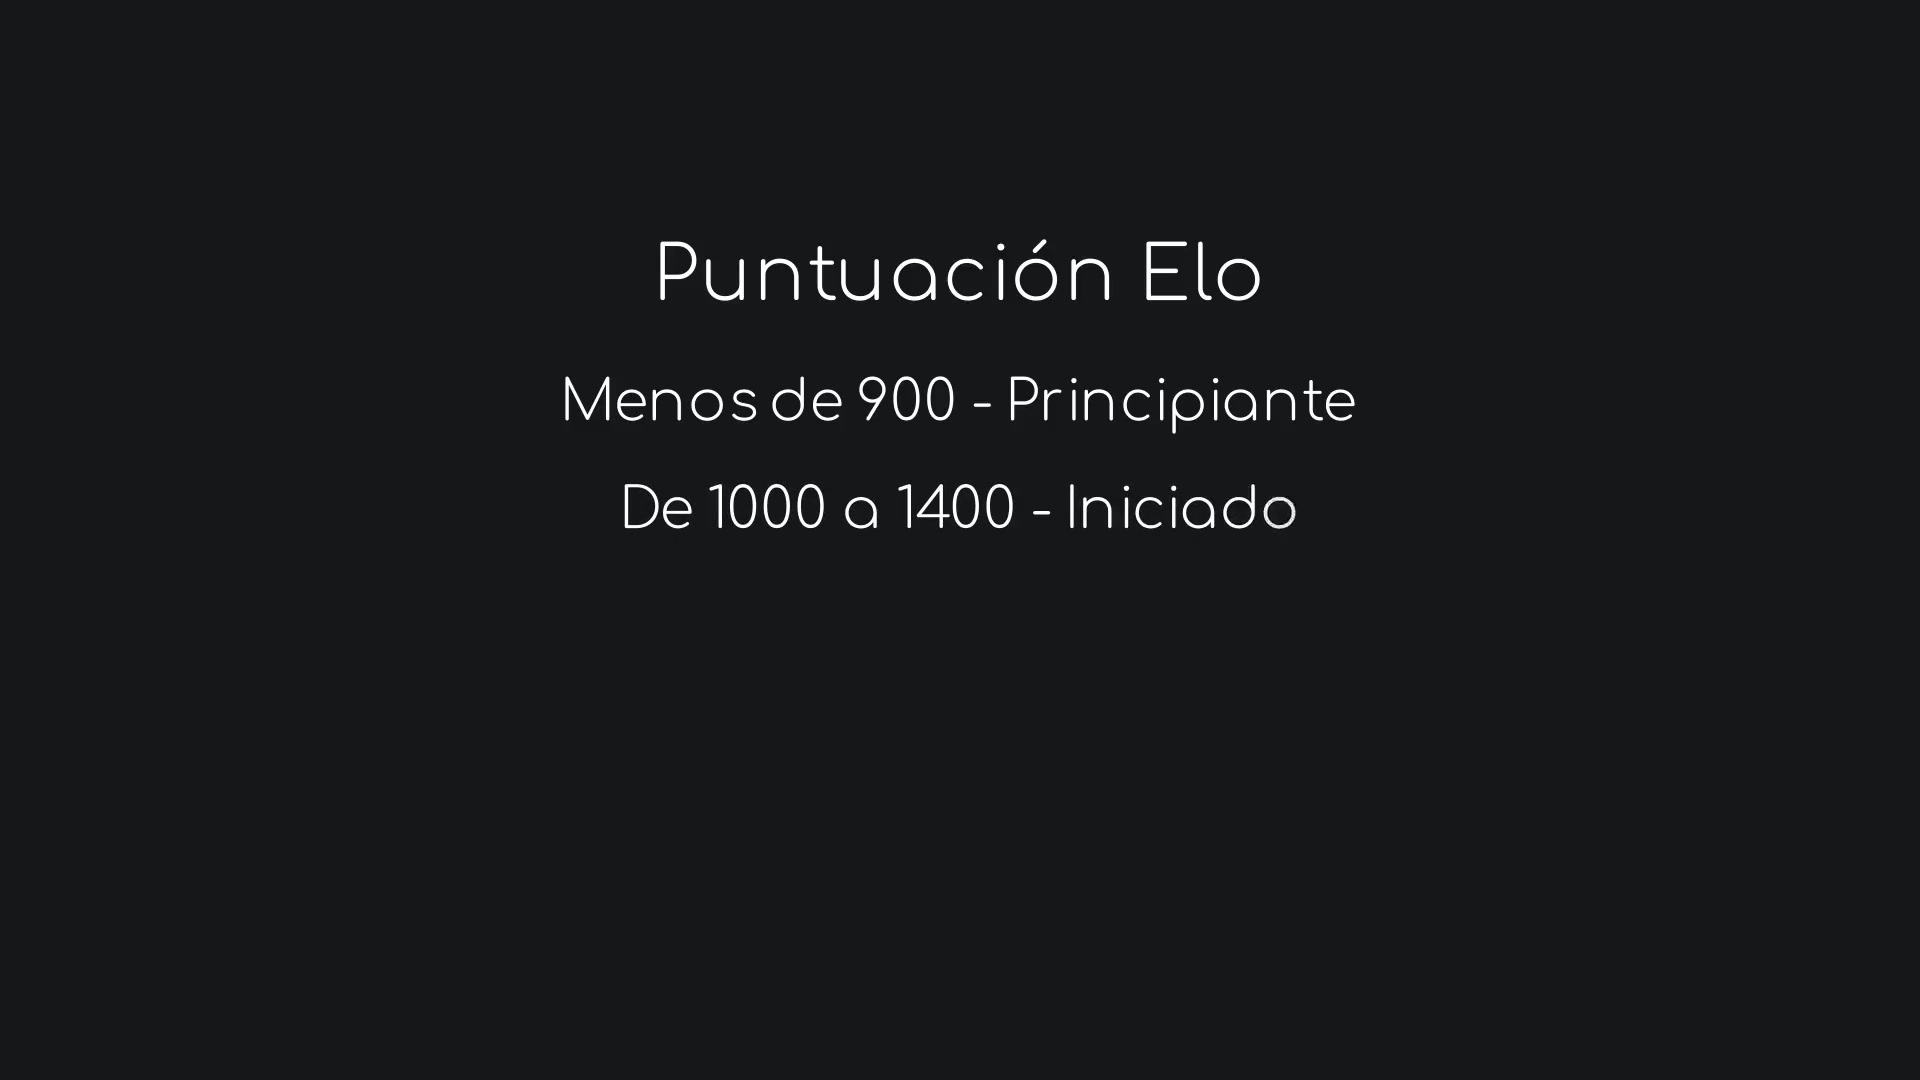 Puntuación Elo
Menos de 900 - Principiante
De 1000 a 1400 - Iniciado